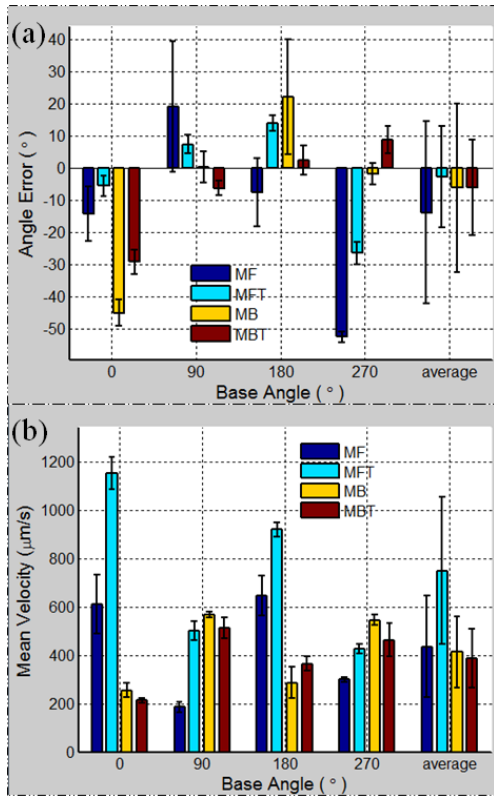 (a)
40
30
20
10
0
-10
-20
-30
-40
-50
Angle Error ( ° )
MF
MFT
MB
MBT
0 90 180 270 average
Base Angle ( ° )
(b)
1200
1000
800
600
400
200
0
Mean Velocity (μm/s)
MF
MFT
MB
MBT
0 90 180 270 average
Base Angle ( ° )